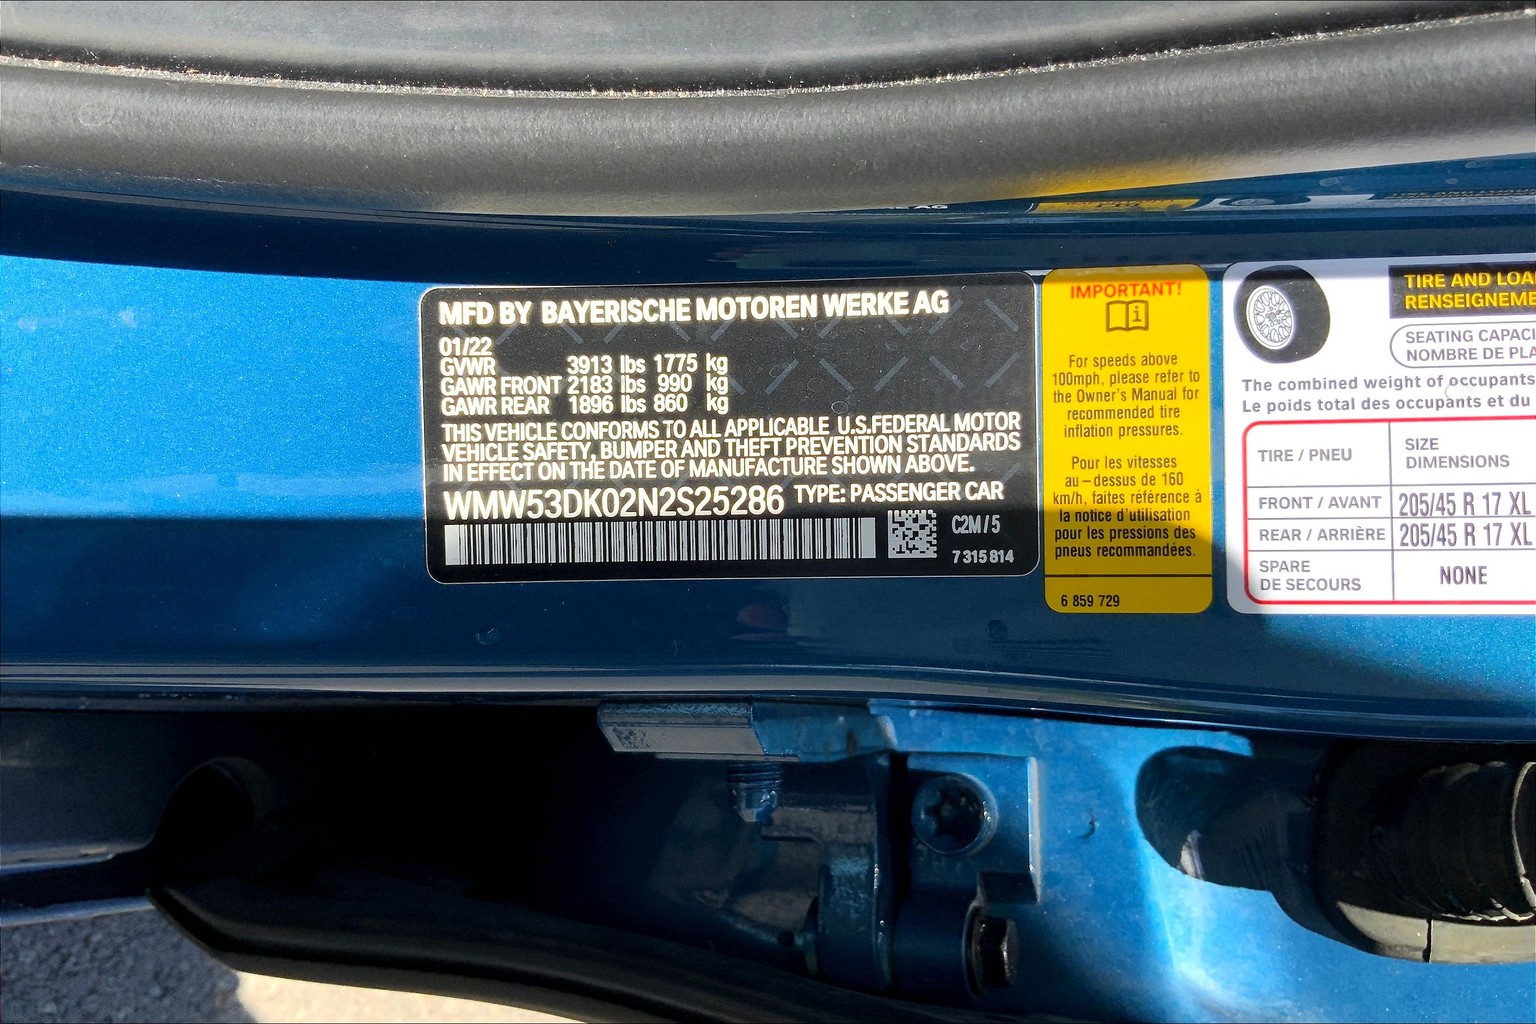 MFD BY BAYERISCHE MOTOREN WERKE AG
01/22
GVWR 3913 lbs 1775 kg
GAWR FRONT 2183 lbs 990 kg
GAWR REAR 1896 lbs 860 kg
THIS VEHICLE CONFORMS TO ALL APPLICABLE U.S.FEDERAL MOTOR
VEHICLE SAFETY, BUMPER AND THEFT PREVENTION STANDARDS
IN EFFECT ON THE DATE OF MANUFACTURE SHOWN ABOVE.
WMW53DK02N2S25286 TYPE: PASSENGER CAR
C2M/5
7 315 814
IMPORTANT!
For speeds above
100mph, please refer to
the Owner's Manual for
recommended tire
inflation pressures.
Pour les vitesses
au-dessus de 160
km/h, faites référence à
la notice d'utilisation
pour les pressions des
pneus recommandées.
6 859 729
TIRE AND LOA
RENSEIGNEME
SEATING CAPACI
NOMBRE DE PLA
The combined weight of occupants
Le poids total des occupants et du
TIRE / PNEU
SIZE
DIMENSIONS
FRONT / AVANT 205/45 R 17 XL
REAR / ARRIÈRE 205/45 R 17 XL
SPARE
DE SECOURS
NONE